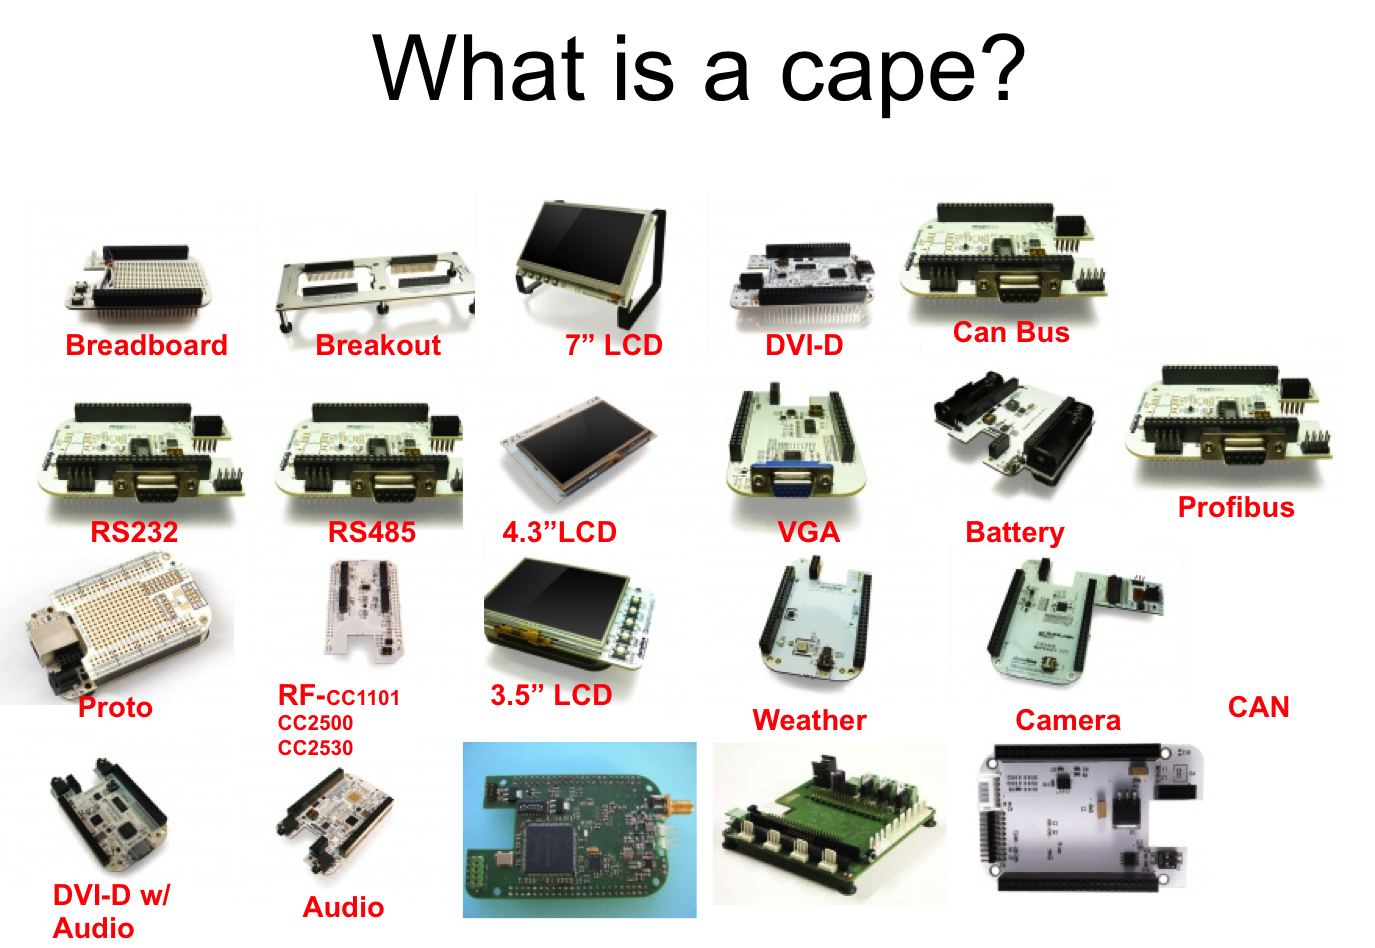 What is a cape?
Breadboard
Breakout
7” LCD
DVI-D
Can Bus
RS232
RS485
4.3”LCD
VGA
Battery
Profibus
Proto
RF-CC1101
CC2500
CC2530
3.5” LCD
Weather
Camera
CAN
DVI-D w/
Audio
Audio